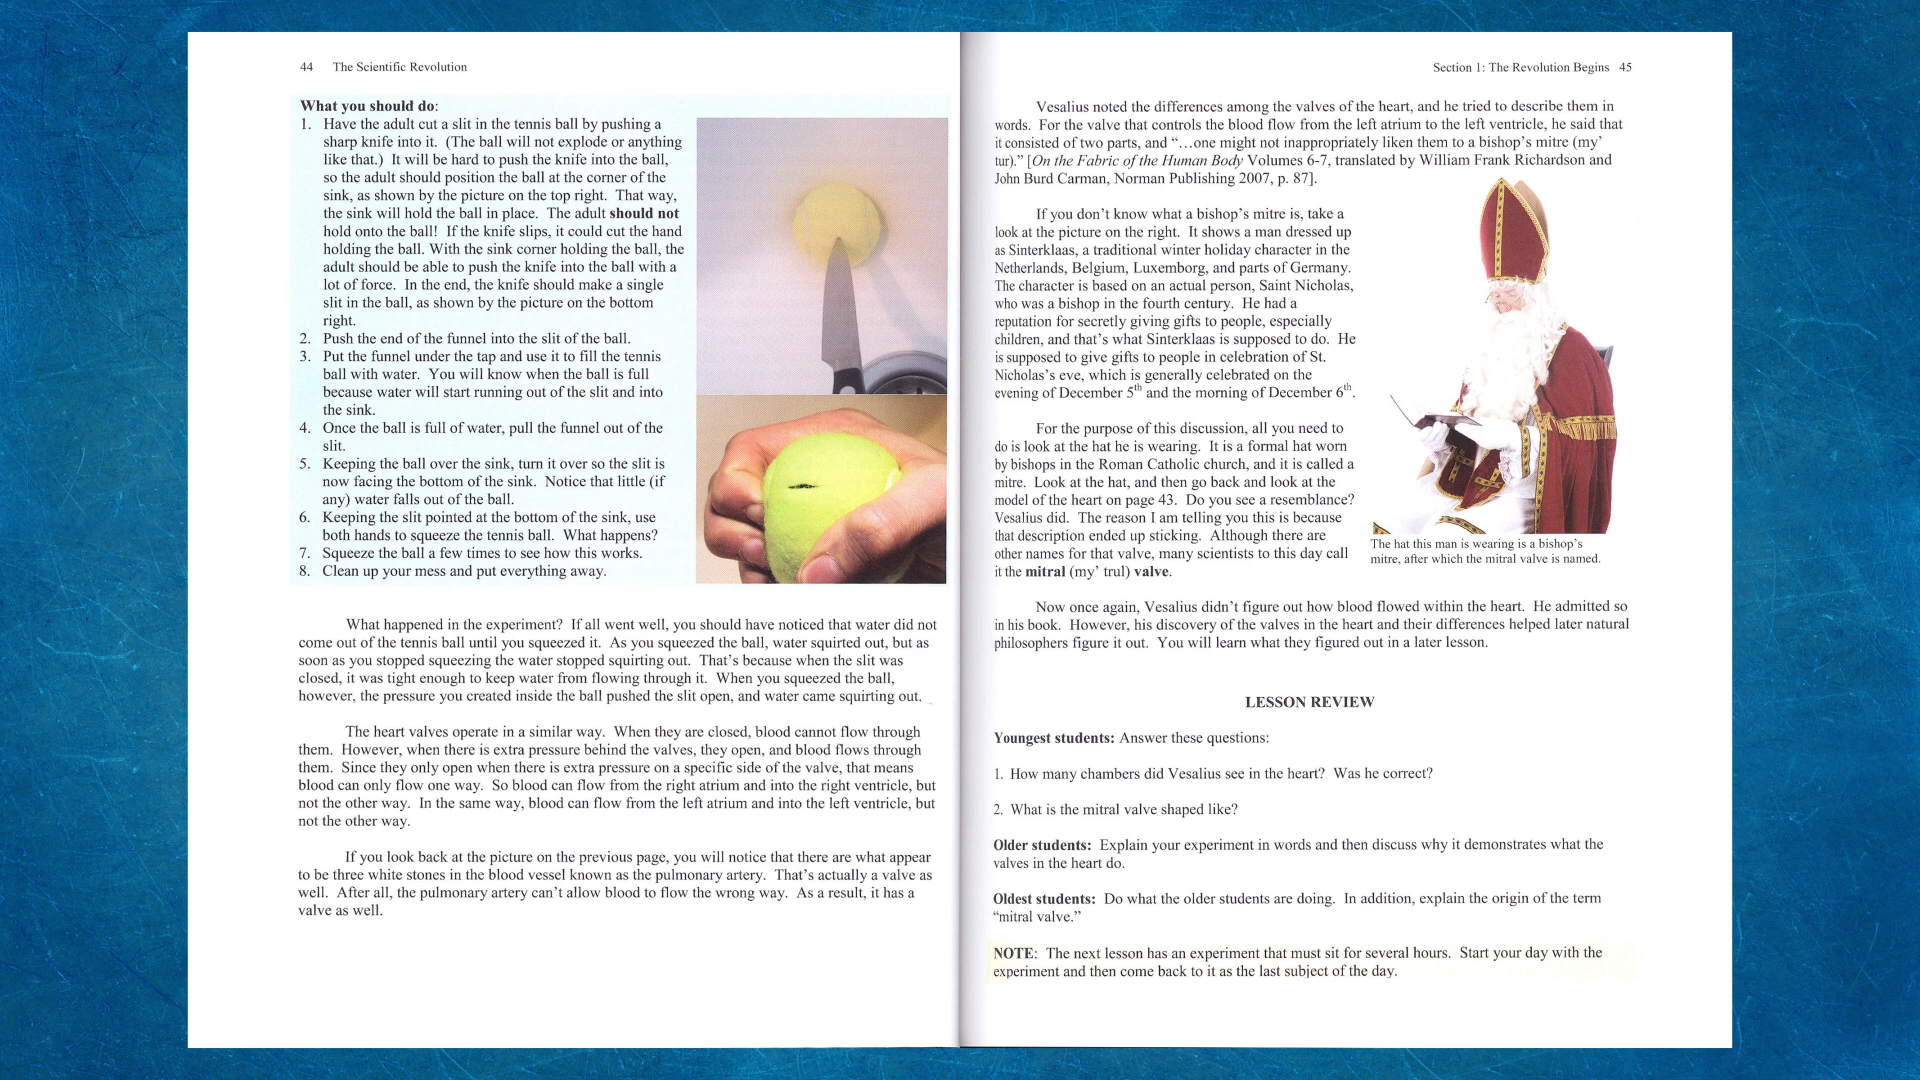 44 The Scientific Revolution
What you should do:
1. Have the adult cut a slit in the tennis ball by pushing a
sharp knife into it. (The ball will not explode or anything
like that.) It will be hard to push the knife into the ball,
so the adult should position the ball at the corner of the
sink, as shown by the picture on the top right. That way,
the sink will hold the ball in place. The adult should not
hold onto the ball! If the knife slips, it could cut the hand
holding the ball. With the sink corner holding the ball, the
adult should be able to push the knife into the ball with a
lot of force. In the end, the knife should make a single
slit in the ball, as shown by the picture on the bottom
right.
2. Push the end of the funnel into the slit of the ball.
3. Put the funnel under the tap and use it to fill the tennis
ball with water. You will know when the ball is full
because water will start running out of the slit and into
the sink.
4. Once the ball is full of water, pull the funnel out of the
slit.
5. Keeping the ball over the sink, turn it over so the slit is
now facing the bottom of the sink. Notice that little (if
any) water falls out of the ball.
6. Keeping the slit pointed at the bottom of the sink, use
both hands to squeeze the tennis ball. What happens?
7. Squeeze the ball a few times to see how this works.
8. Clean up your mess and put everything away.
What happened in the experiment? If all went well, you should have noticed that water did not
come out of the tennis ball until you squeezed it. As you squeezed the ball, water squirted out, but as
soon as you stopped squeezing the water stopped squirting out. That's because when the slit was
closed, it was tight enough to keep water from flowing through it. When you squeezed the ball,
however, the pressure you created inside the ball pushed the slit open, and water came squirting out.
The heart valves operate in a similar way. When they are closed, blood cannot flow through
them. However, when there is extra pressure behind the valves, they open, and blood flows through
them. Since they only open when there is extra pressure on a specific side of the valve, that means
blood can only flow one way. So blood can flow from the right atrium and into the right ventricle, but
not the other way. In the same way, blood can flow from the left atrium and into the left ventricle, but
not the other way.
If you look back at the picture on the previous page, you will notice that there are what appear
to be three white stones in the blood vessel known as the pulmonary artery. That's actually a valve as
well. After all, the pulmonary artery can't allow blood to flow the wrong way. As a result, it has a
valve as well.
Section 1: The Revolution Begins 45
Vesalius noted the differences among the valves of the heart, and he tried to describe them in
words. For the valve that controls the blood flow from the left atrium to the left ventricle, he said that
it consisted of two parts, and “…one might not inappropriately liken them to a bishop's mitre (my'
tur).” [On the Fabric of the Human Body Volumes 6-7, translated by William Frank Richardson and
John Burd Carman, Norman Publishing 2007, p. 87].
If you don't know what a bishop's mitre is, take a
look at the picture on the right. It shows a man dressed up
as Sinterklaas, a traditional winter holiday character in the
Netherlands, Belgium, Luxemborg, and parts of Germany.
The character is based on an actual person, Saint Nicholas,
who was a bishop in the fourth century. He had a
reputation for secretly giving gifts to people, especially
children, and that's what Sinterklaas is supposed to do. He
is supposed to give gifts to people in celebration of St.
Nicholas's eve, which is generally celebrated on the
evening of December 5th and the morning of December 6th.
For the purpose of this discussion, all you need to
do is look at the hat he is wearing. It is a formal hat worn
by bishops in the Roman Catholic church, and it is called a
mitre. Look at the hat, and then go back and look at the
model of the heart on page 43. Do you see a resemblance?
Vesalius did. The reason I am telling you this is because
that description ended up sticking. Although there are
other names for that valve, many scientists to this day call
it the mitral (my' trul) valve.
The hat this man is wearing is a bishop's
mitre, after which the mitral valve is named.
Now once again, Vesalius didn't figure out how blood flowed within the heart. He admitted so
in his book. However, his discovery of the valves in the heart and their differences helped later natural
philosophers figure it out. You will learn what they figured out in a later lesson.
LESSON REVIEW
Youngest students: Answer these questions:
1. How many chambers did Vesalius see in the heart? Was he correct?
2. What is the mitral valve shaped like?
Older students: Explain your experiment in words and then discuss why it demonstrates what the
valves in the heart do.
Oldest students: Do what the older students are doing. In addition, explain the origin of the term
“mitral valve.”
NOTE: The next lesson has an experiment that must sit for several hours. Start your day with the
experiment and then come back to it as the last subject of the day.